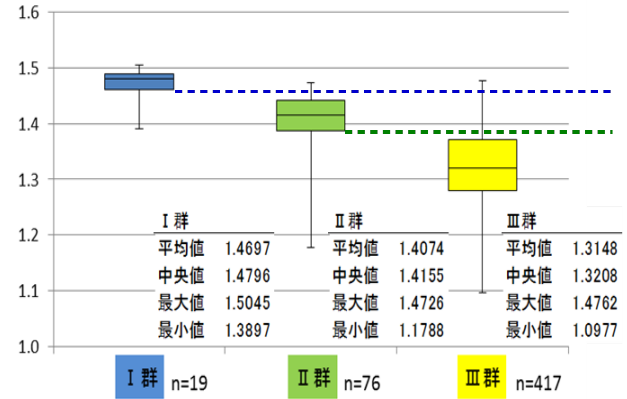 1.6
1.5
1.4
1.3
1.2
1.1
1.0
Ⅰ群
平均値 1.4697
中央値 1.4796
最大値 1.5045
最小値 1.3897
Ⅱ群
平均値 1.4074
中央値 1.4155
最大値 1.4726
最小値 1.1788
Ⅲ群
平均値 1.3148
中央値 1.3208
最大値 1.4762
最小値 1.0977
Ⅰ群 n=19
Ⅱ群 n=76
Ⅲ群 n=417